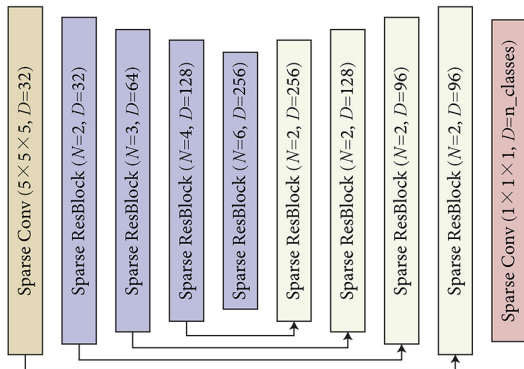 Sparse Conv (5×5×5, D=32)
Sparse ResBlock (N=2, D=32)
Sparse ResBlock (N=3, D=64)
Sparse ResBlock (N=4, D=128)
Sparse ResBlock (N=6, D=256)
Sparse ResBlock (N=2, D=256)
Sparse ResBlock (N=2, D=128)
Sparse ResBlock (N=2, D=96)
Sparse ResBlock (N=2, D=96)
Sparse Conv (1×1×1, D=n_classes)